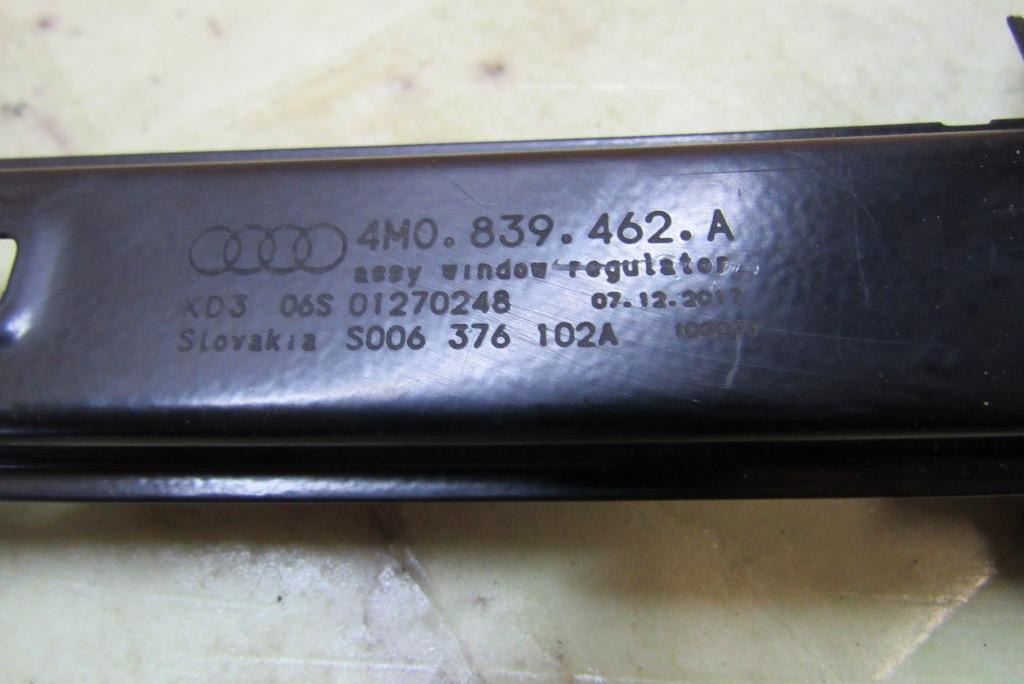 4M0.839.462.A
assy window regulator
KD3 06S 01270248 07.12.2017
Slovakia S006 376 102A